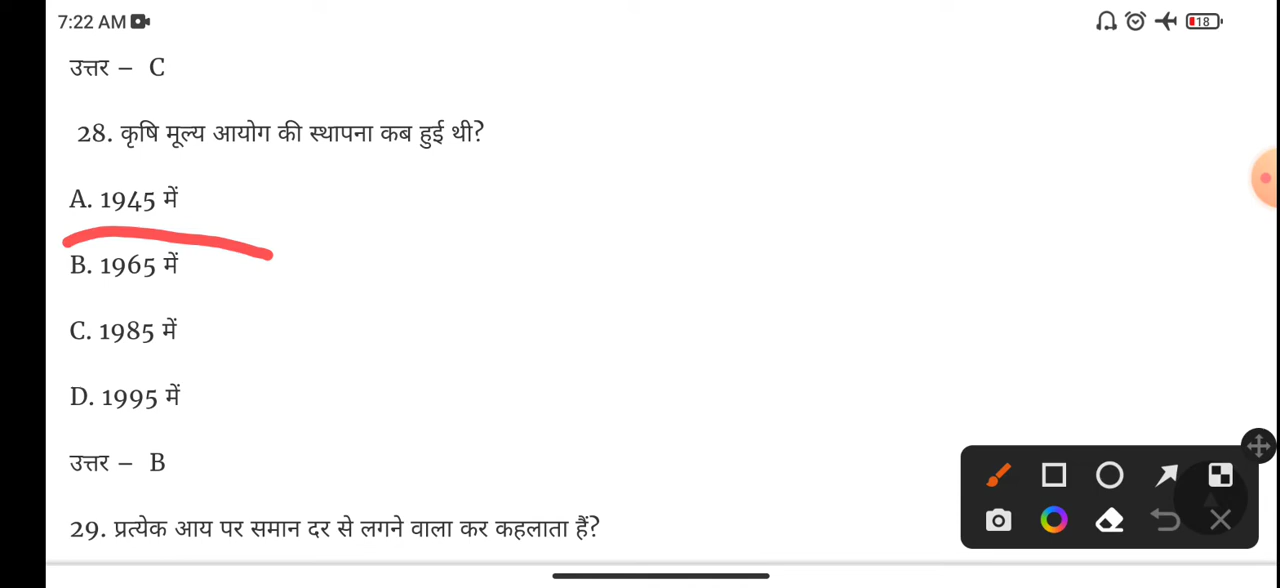 7:22 AM
18
उत्तर – C
28. कृषि मूल्य आयोग की स्थापना कब हुई थी?
A. 1945 में
B. 1965 में
C. 1985 में
D. 1995 में
उत्तर – B
29. प्रत्येक आय पर समान दर से लगने वाला कर कहलाता हैं?